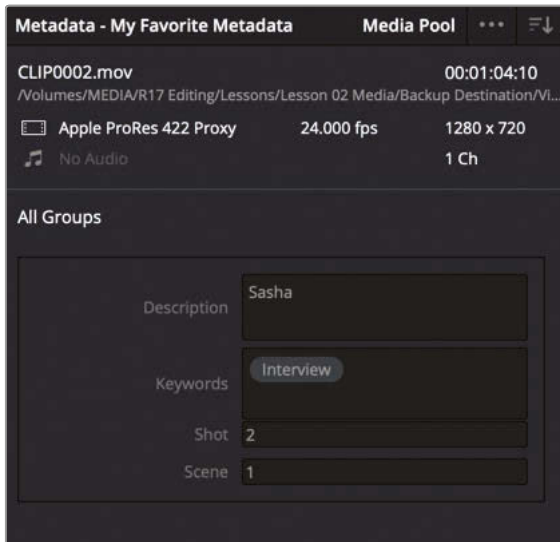 Metadata - My Favorite Metadata Media Pool ...
CLIP0002.mov 00:01:04:10
/Volumes/MEDIA/R17 Editing/Lessons/Lesson 02 Media/Backup Destination/Vi...
Apple ProRes 422 Proxy 24.000 fps 1280 x 720
No Audio 1 Ch
All Groups
Description Sasha
Keywords Interview
Shot 2
Scene 1